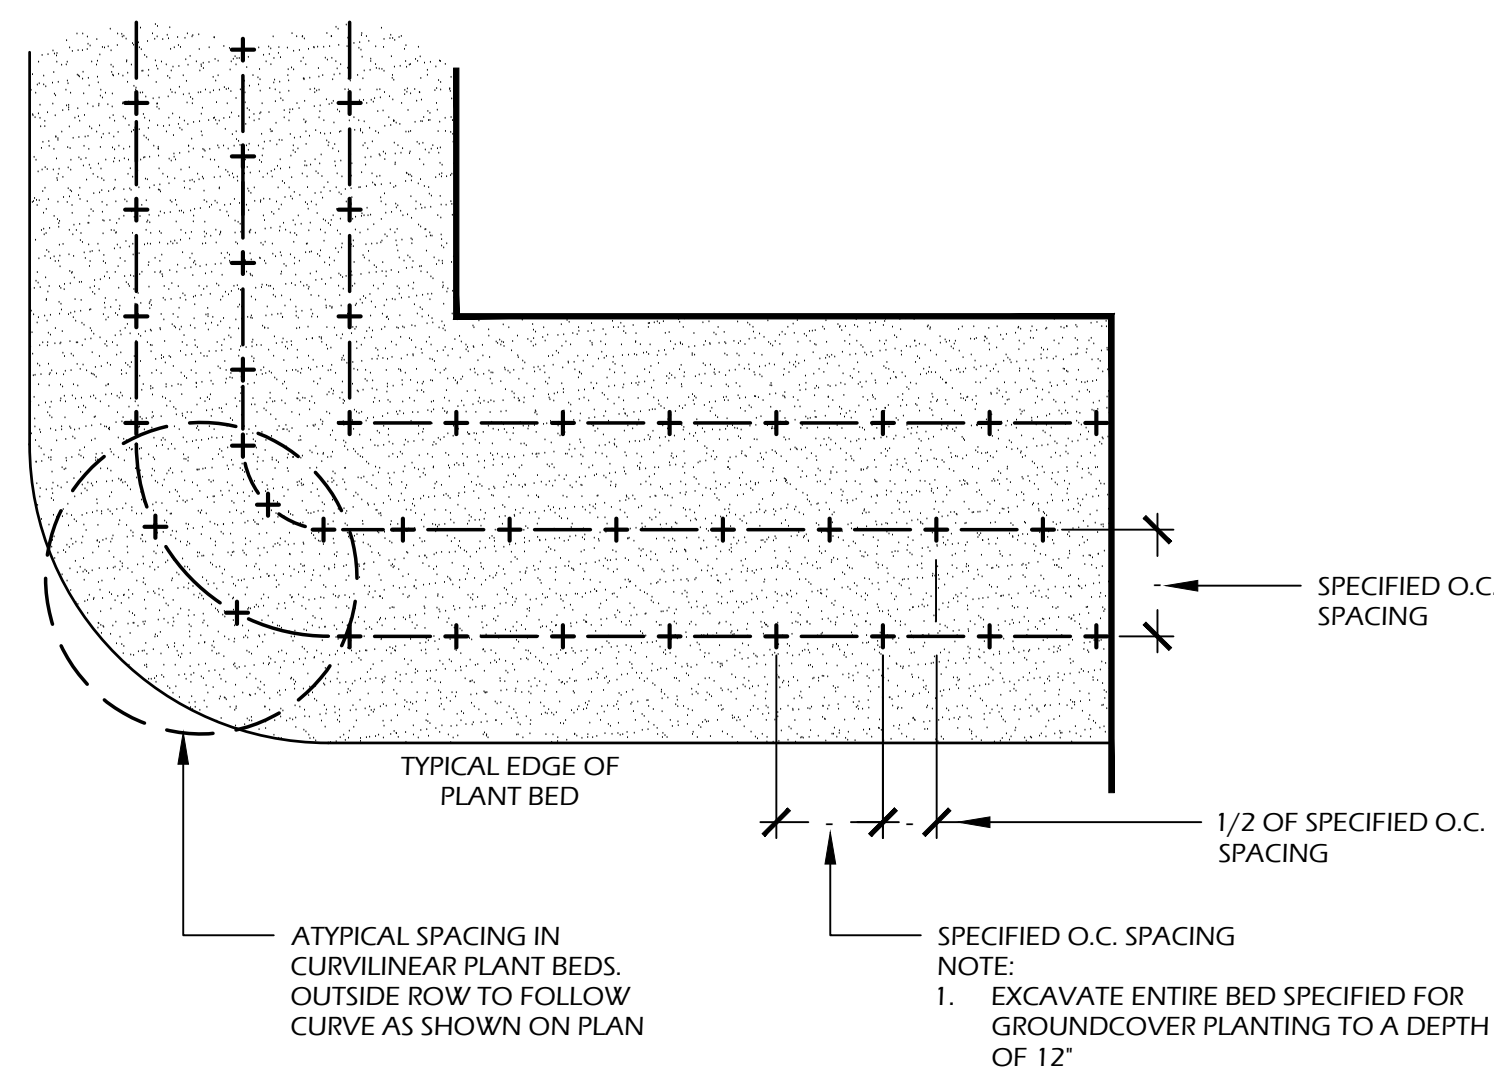 SPECIFIED O.C.
SPACING
TYPICAL EDGE OF
PLANT BED
1/2 OF SPECIFIED O.C.
SPACING
ATYPICAL SPACING IN
CURVILINEAR PLANT BEDS.
OUTSIDE ROW TO FOLLOW
CURVE AS SHOWN ON PLAN
SPECIFIED O.C. SPACING
NOTE:
1. EXCAVATE ENTIRE BED SPECIFIED FOR
GROUNDCOVER PLANTING TO A DEPTH
OF 12"